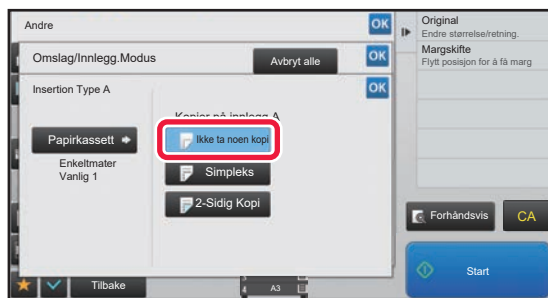 Andre
OK
Omslag/Innlegg.Modus
Avbryt alle
OK
Insertion Type A
OK
Kopier på innlegg A
Papirkassett
Enkeltmater
Vanlig 1
Ikke ta noen kopi
Simpleks
2-Sidig Kopi
Tilbake
4 A3
Original
Endre størrelse/retning.
Margskifte
Flytt posisjon for å få marg
Forhåndsvis
CA
Start